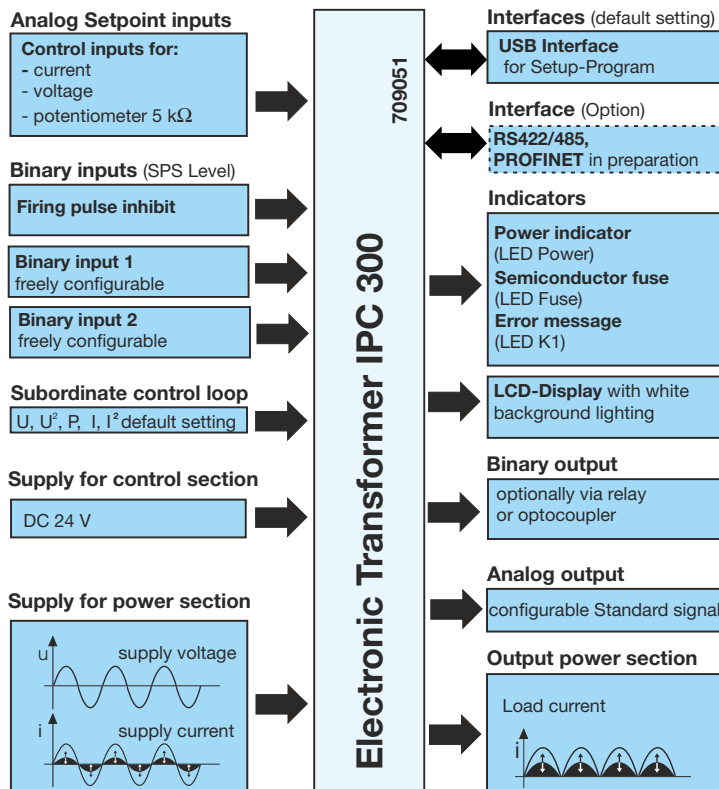 Analog Setpoint inputs
Control inputs for:
- current
- voltage
- potentiometer 5 kΩ
Binary inputs (SPS Level)
Firing pulse inhibit
Binary input 1
freely configurable
Binary input 2
freely configurable
Subordinate control loop
U, U², P, I, I² default setting
Supply for control section
DC 24 V
Supply for power section
u
supply voltage
i
supply current
709051
Electronic Transformer IPC 300
Interfaces (default setting)
USB Interface
for Setup-Program
Interface (Option)
RS422/485,
PROFINET in preparation
Indicators
Power indicator
(LED Power)
Semiconductor fuse
(LED Fuse)
Error message
(LED K1)
LCD-Display with white
background lighting
Binary output
optionally via relay
or optocoupler
Analog output
configurable Standard signal
Output power section
Load current
i